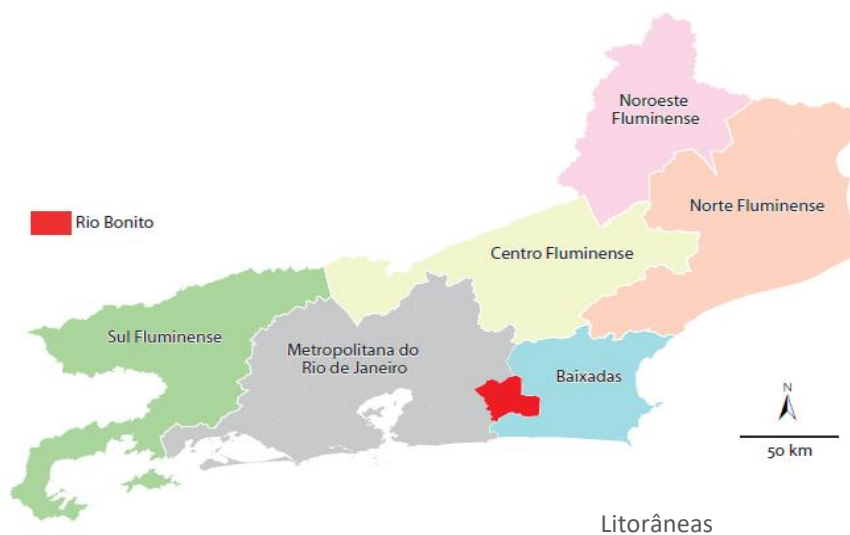 Noroeste
Fluminense
Norte Fluminense
Rio Bonito
Centro Fluminense
Sul Fluminense
Metropolitana do
Rio de Janeiro
Baixadas
N
50 km
Litorâneas